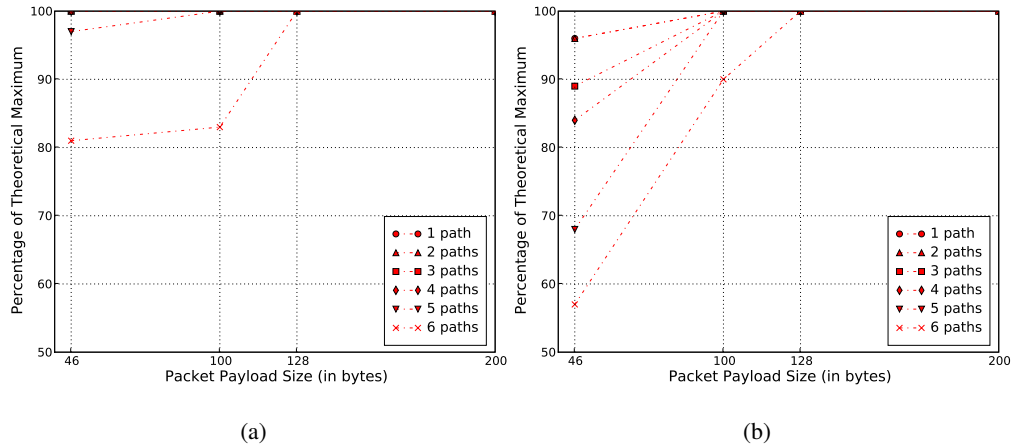 Percentage of Theoretical Maximum
100
90
80
70
60
50
46
100
128
200
Packet Payload Size (in bytes)
1 path
2 paths
3 paths
4 paths
5 paths
6 paths
(a)
Percentage of Theoretical Maximum
100
90
80
70
60
50
46
100
128
200
Packet Payload Size (in bytes)
1 path
2 paths
3 paths
4 paths
5 paths
6 paths
(b)